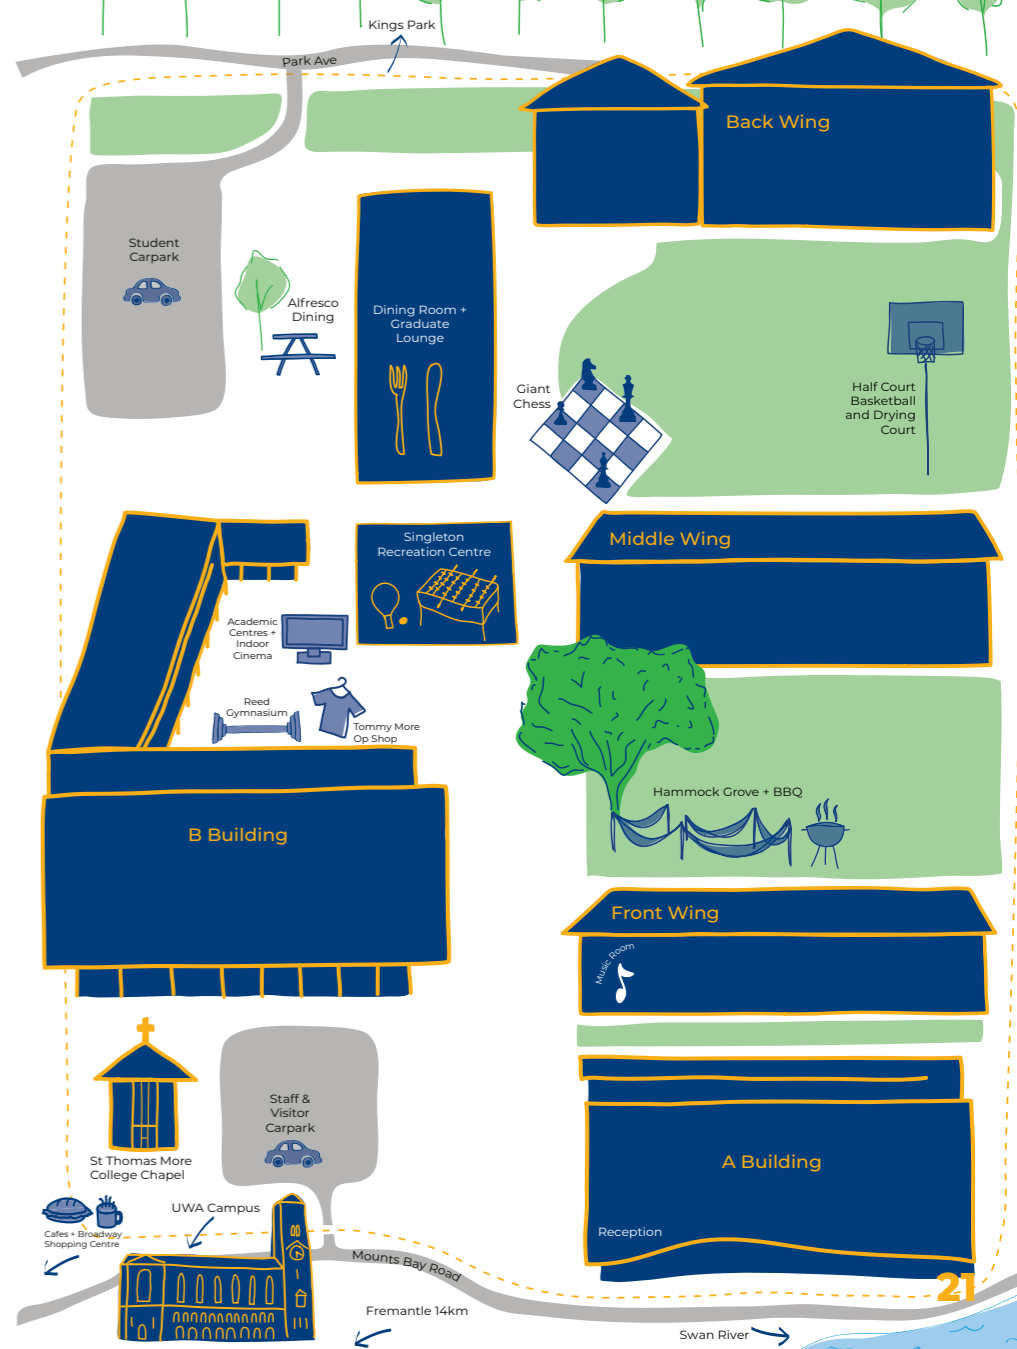 Kings Park
Park Ave
Back Wing
Student
Carpark
Alfresco
Dining
Dining Room +
Graduate
Lounge
Giant
Chess
Half Court
Basketball
and Drying
Court
Singleton
Recreation Centre
Middle Wing
Academic
Centres +
Indoor
Cinema
Reed
Gymnasium
Tommy More
Op Shop
Hammock Grove + BBQ
B Building
Front Wing
Music Room
Staff &
Visitor
Carpark
St Thomas More
College Chapel
A Building
Reception
UWA Campus
Cafes + Broadway
Shopping Centre
Mounts Bay Road
Fremantle 14km
Swan River
21